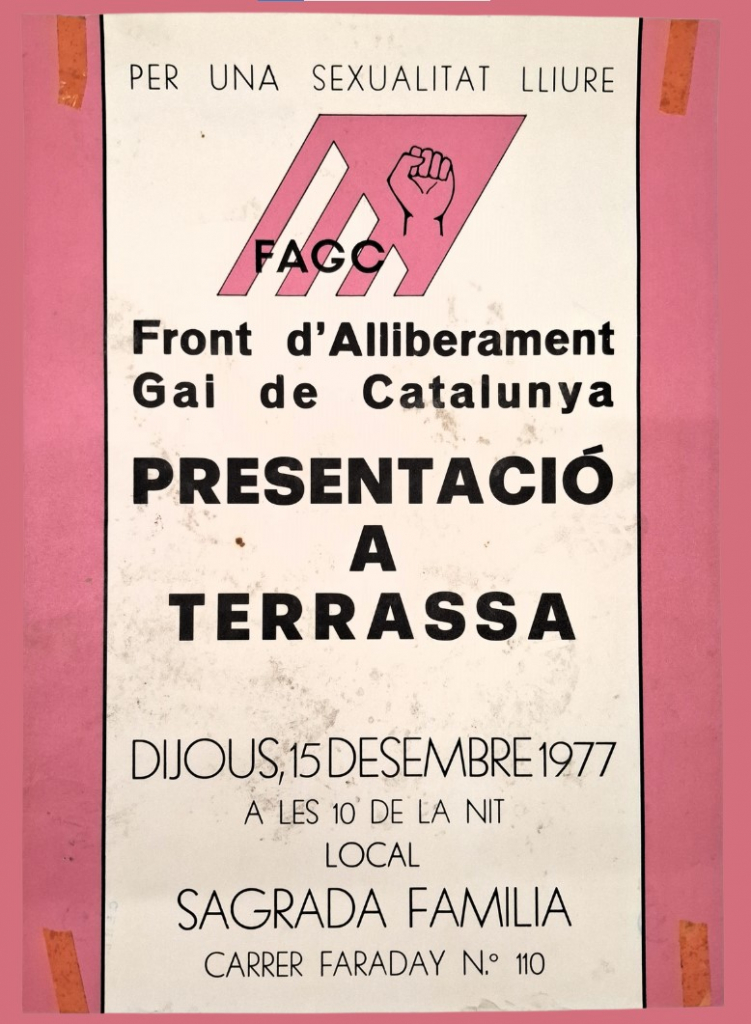 PER UNA SEXUALITAT LLIURE
FAGC
Front d'Alliberament
Gai de Catalunya
PRESENTACIÓ
A
TERRASSA
DIJOUS, 15 DESEMBRE 1977
A LES 10 DE LA NIT
LOCAL
SAGRADA FAMILIA
CARRER FARADAY N.º 110